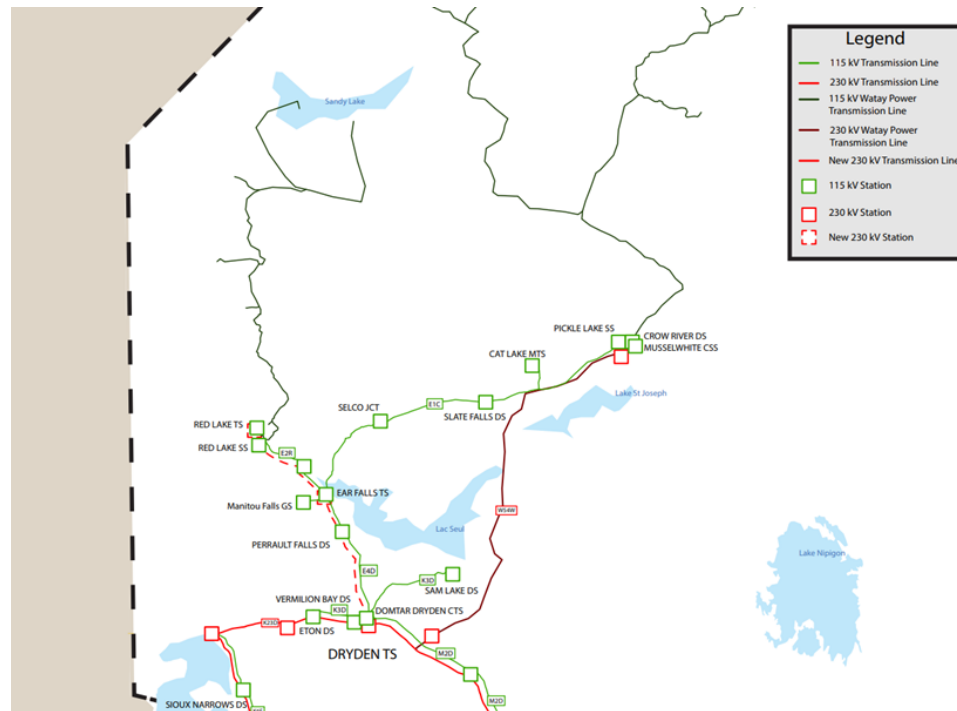 Legend
115 kV Transmission Line
230 kV Transmission Line
115 kV Watay Power
Transmission Line
230 kV Watay Power
Transmission Line
New 230 kV Transmission Line
115 kV Station
230 kV Station
New 230 kV Station
Sandy Lake
PICKLE LAKE SS
CROW RIVER DS
MUSSELWHITE CSS
CAT LAKE MTS
Lake St Joseph
SELCO JCT
E1C
SLATE FALLS DS
RED LAKE TS
RED LAKE SS
E2R
EAR FALLS TS
Manitou Falls GS
W54W
Lac Seul
PERRAULT FALLS DS
Lake Nipigon
E4D
K3D
SAM LAKE DS
VERMILION BAY DS
K3D
DOMTAR DRYDEN CTS
K23D
ETON DS
DRYDEN TS
M2D
SIOUX NARROWS DS
M2D